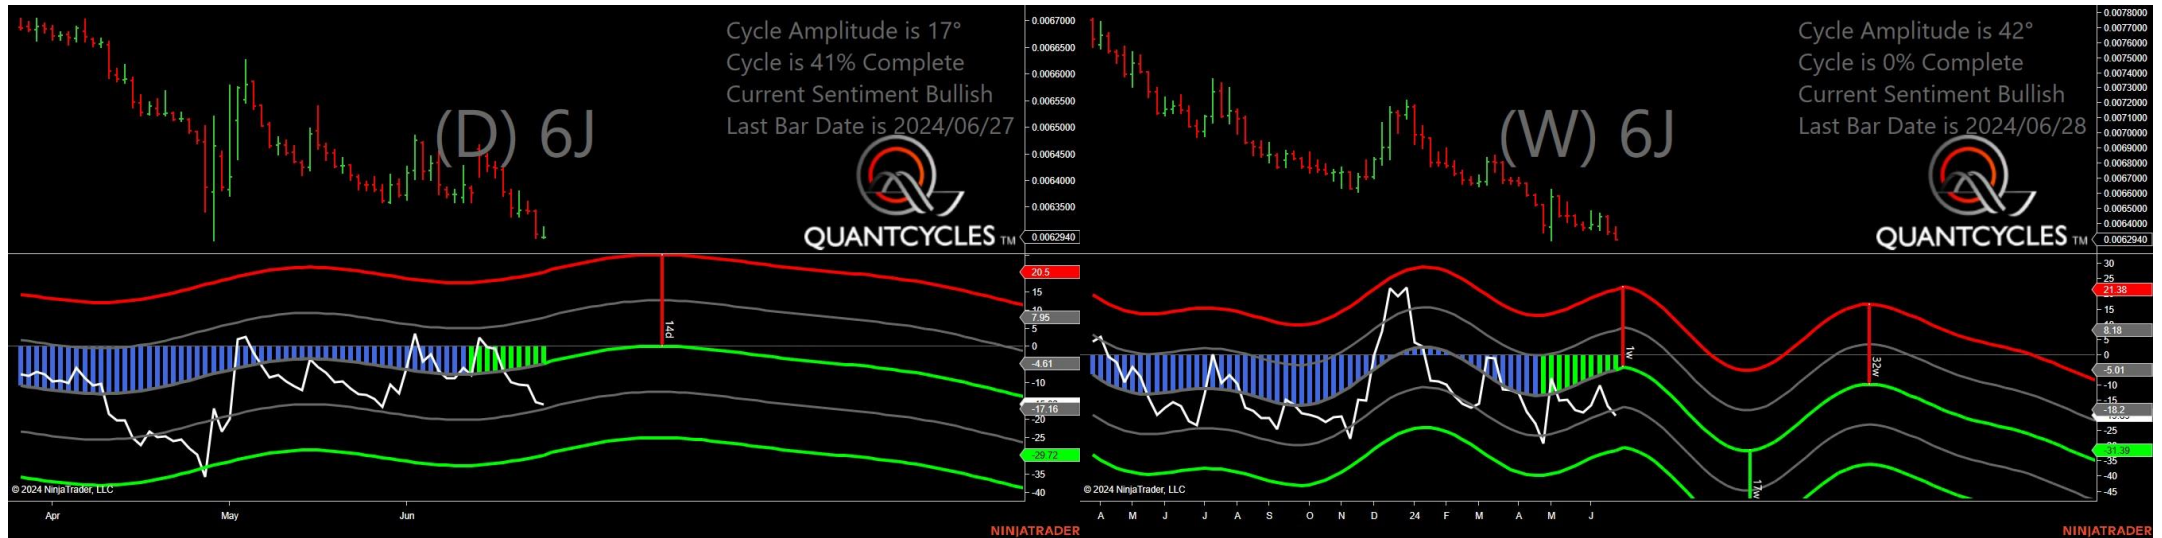 Cycle Amplitude is 17°
Cycle is 41% Complete
Current Sentiment Bullish
Last Bar Date is 2024/06/27
(D) 6J
QUANTCYCLES TM
0.0067000
0.0066500
0.0066000
0.0065500
0.0065000
0.0064500
0.0064000
0.0063500
0.0062940
20.5
15
10
7.95
5
0
-4.61
-10
-17.16
-20
-25
-29.72
-35
-40
14d
© 2024 NinjaTrader, LLC
Apr
May
Jun
NINJATRADER
Cycle Amplitude is 42°
Cycle is 0% Complete
Current Sentiment Bullish
Last Bar Date is 2024/06/28
(W) 6J
QUANTCYCLES TM
0.0078000
0.0077000
0.0076000
0.0075000
0.0074000
0.0073000
0.0072000
0.0071000
0.0070000
0.0069000
0.0068000
0.0067000
0.0066000
0.0065000
0.0064000
0.0062940
30
25
21.38
15
10
8.18
5
0
-5.01
-10
-15
-18.2
-25
-31.39
-35
-40
-45
1w
17w
32w
© 2024 NinjaTrader, LLC
A M J J A S O N D 24 F M A M J
NINJATRADER